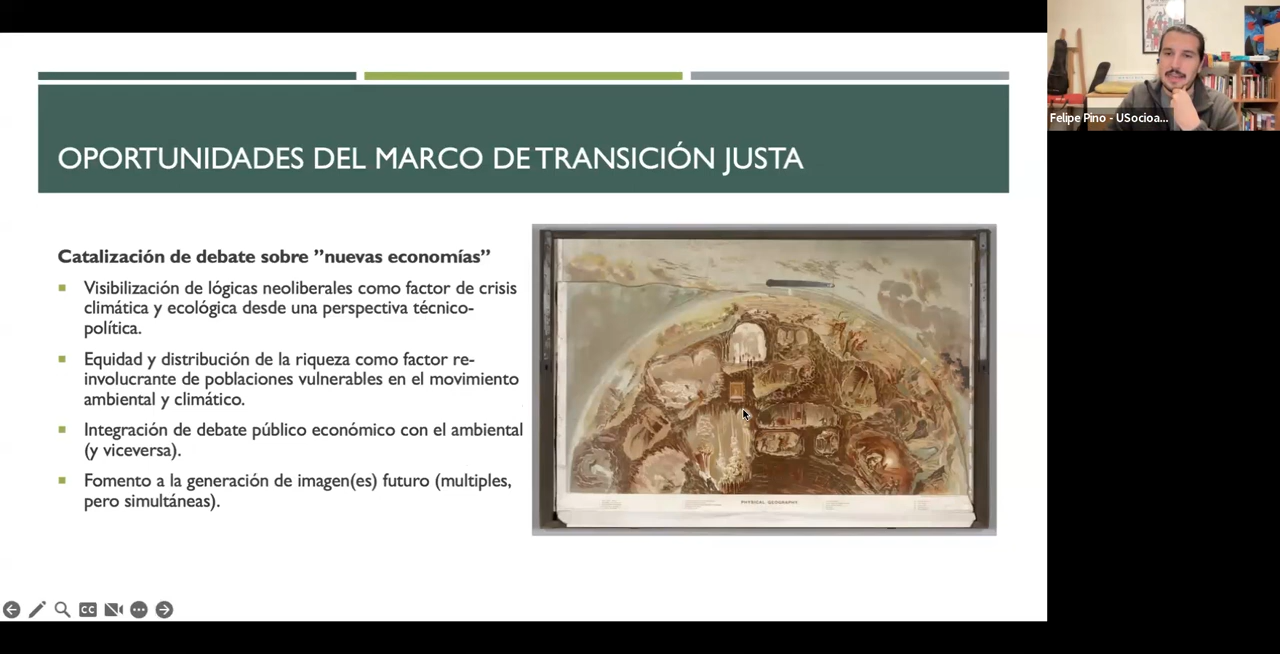 OPORTUNIDADES DEL MARCO DE TRANSICIÓN JUSTA
Catalización de debate sobre ”nuevas economías”
Visibilización de lógicas neoliberales como factor de crisis
climática y ecológica desde una perspectiva técnico-
política.
Equidad y distribución de la riqueza como factor re-
involucrante de poblaciones vulnerables en el movimiento
ambiental y climático.
Integración de debate público económico con el ambiental
(y viceversa).
Fomento a la generación de imagen(es) futuro (multiples,
pero simultáneas).
PHYSICAL GEOGRAPHY
CC
Felipe Pino - USocioa...